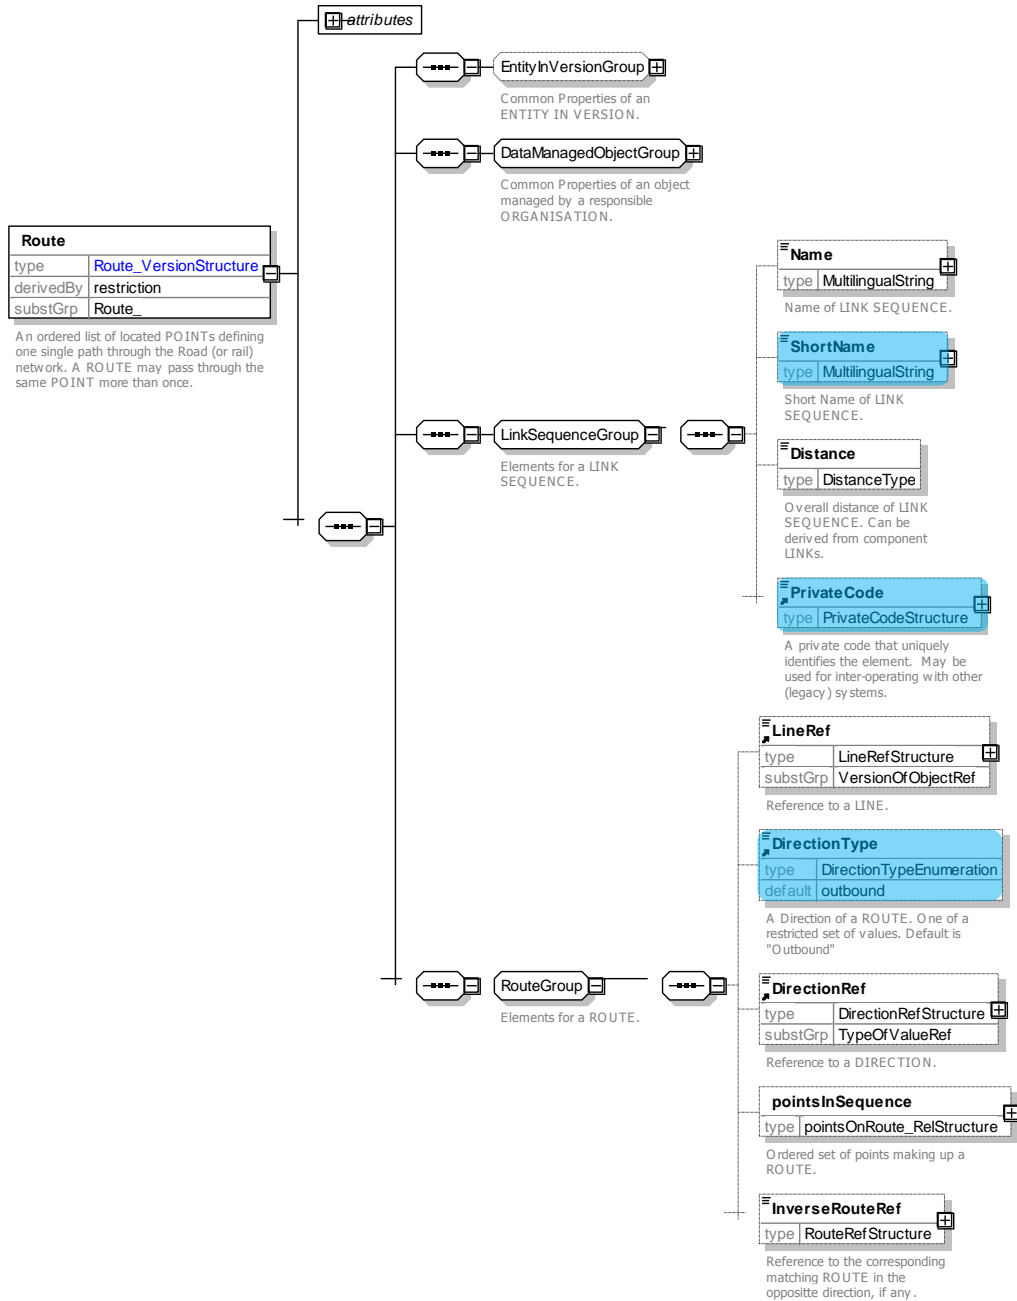 attributes
EntityInVersionGroup
Common Properties of an
ENTITY IN VERSION.
DataManagedObjectGroup
Common Properties of an object
managed by a responsible
ORGANISATION.
Route
type Route_VersionStructure
derivedBy restriction
substGrp Route_
An ordered list of located POINTs defining
one single path through the Road (or rail)
network. A ROUTE may pass through the
same POINT more than once.
LinkSequenceGroup
Elements for a LINK
SEQUENCE.
Name
type MultilingualString
Name of LINK SEQUENCE.
ShortName
type MultilingualString
Short Name of LINK
SEQUENCE.
Distance
type DistanceType
Overall distance of LINK
SEQUENCE. Can be
derived from component
LINKs.
PrivateCode
type PrivateCodeStructure
A private code that uniquely
identifies the element. May be
used for inter-operating with other
(legacy) systems.
RouteGroup
Elements for a ROUTE.
LineRef
type LineRefStructure
substGrp VersionOfObjectRef
Reference to a LINE.
DirectionType
type DirectionTypeEnumeration
default outbound
A Direction of a ROUTE. One of a
restricted set of values. Default is
"Outbound"
DirectionRef
type DirectionRefStructure
substGrp TypeOfValueRef
Reference to a DIRECTION.
pointsInSequence
type pointsOnRoute_RelStructure
Ordered set of points making up a
ROUTE.
InverseRouteRef
type RouteRefStructure
Reference to the corresponding
matching ROUTE in the
oppositte direction, if any.